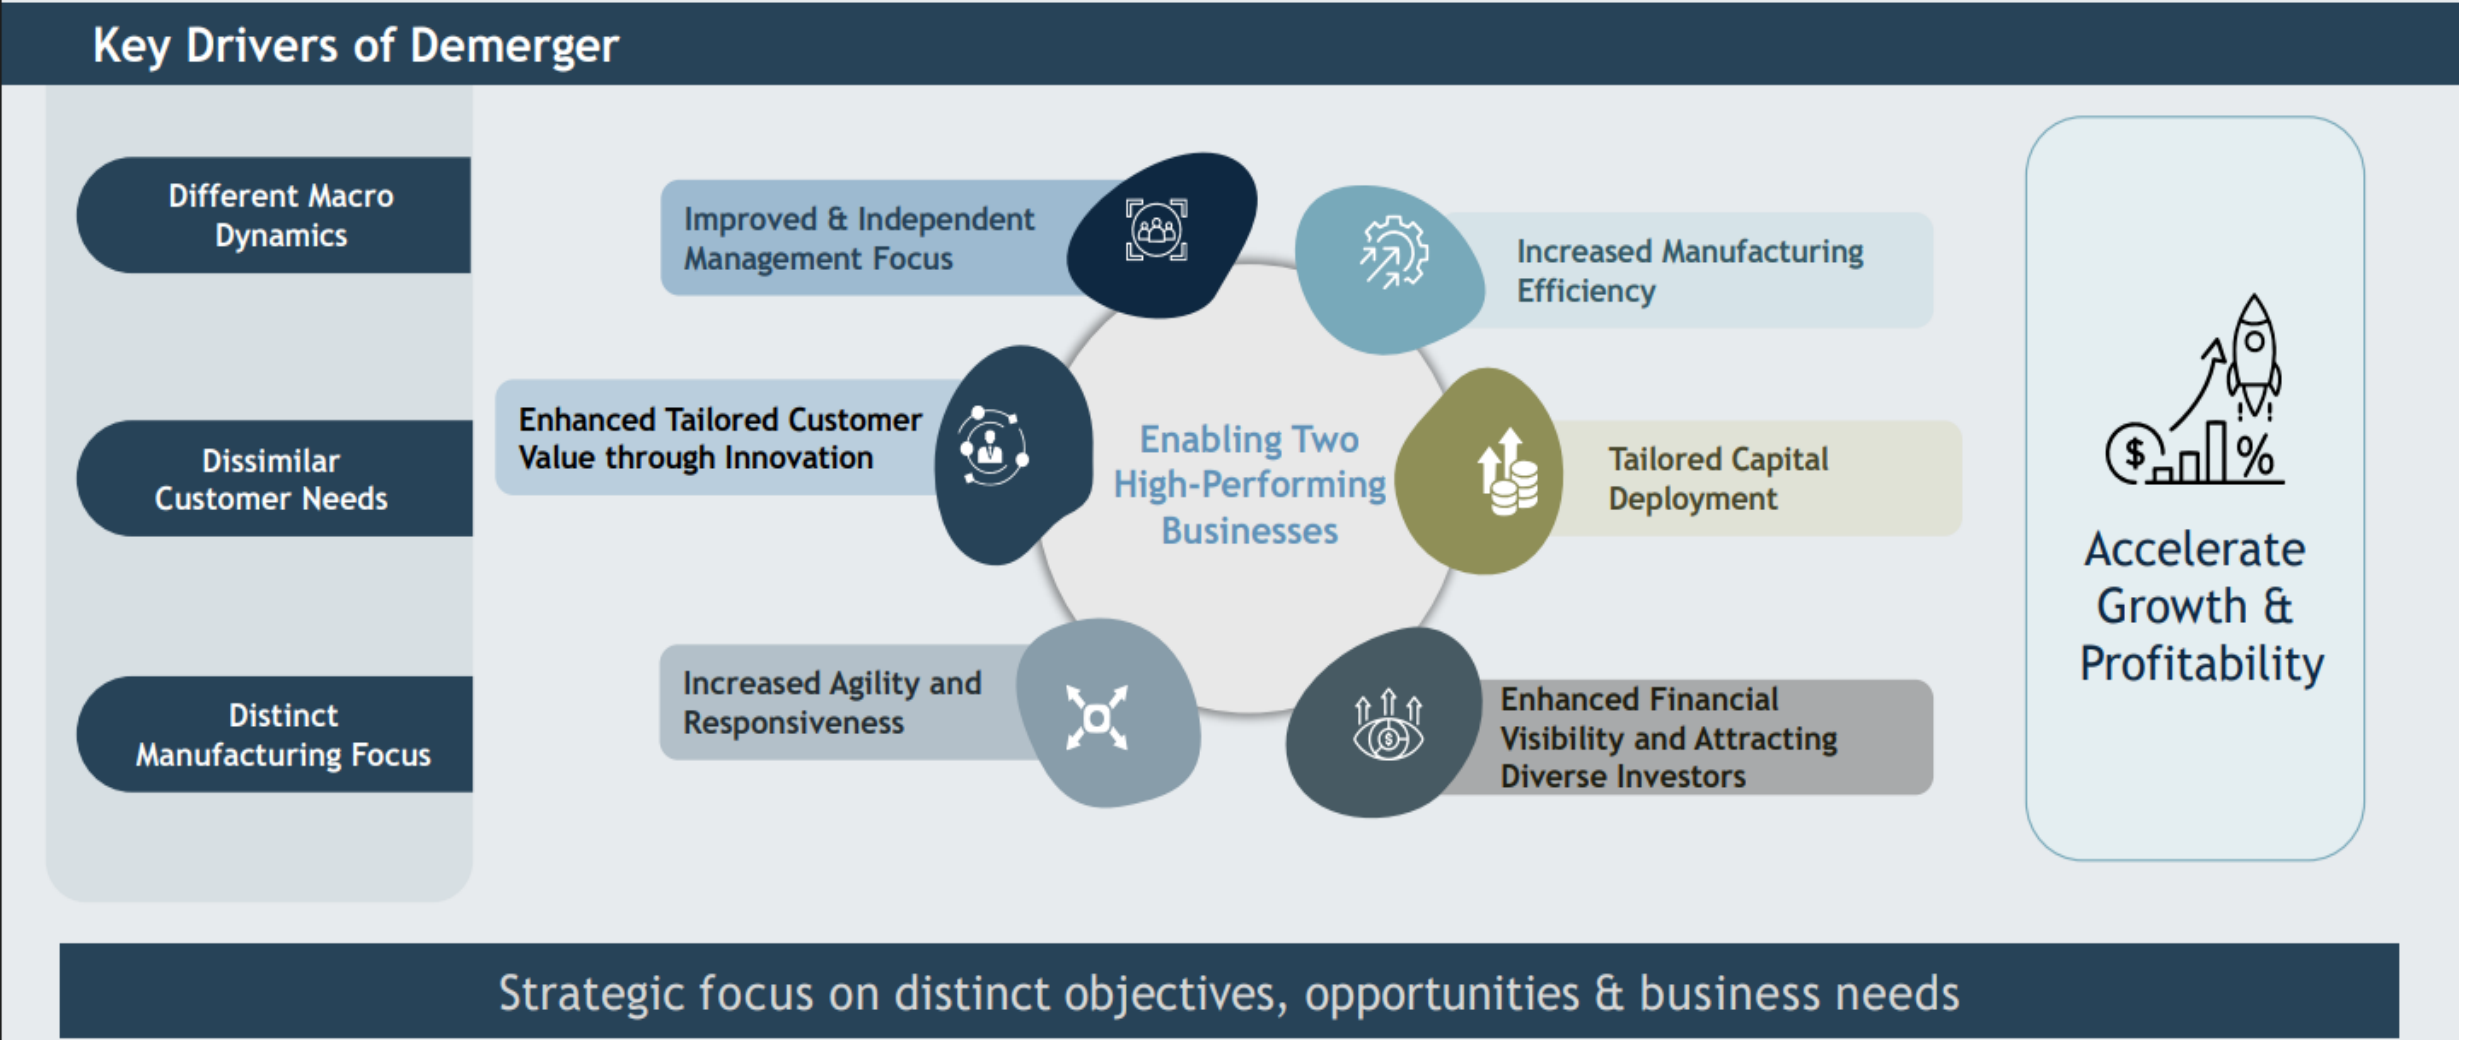 Key Drivers of Demerger
Different Macro
Dynamics
Dissimilar
Customer Needs
Distinct
Manufacturing Focus
Improved & Independent
Management Focus
Enhanced Tailored Customer
Value through Innovation
Increased Agility and
Responsiveness
Enabling Two
High-Performing
Businesses
Increased Manufacturing
Efficiency
Tailored Capital
Deployment
$
Enhanced Financial
Visibility and Attracting
Diverse Investors
$ %
Accelerate
Growth &
Profitability
Strategic focus on distinct objectives, opportunities & business needs